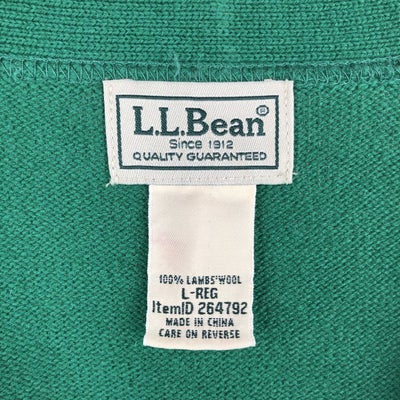 L.L.Bean®
Since 1912
QUALITY GUARANTEED
100% LAMBS'WOOL
L-REG
ItemID 264792
MADE IN CHINA
CARE ON REVERSE